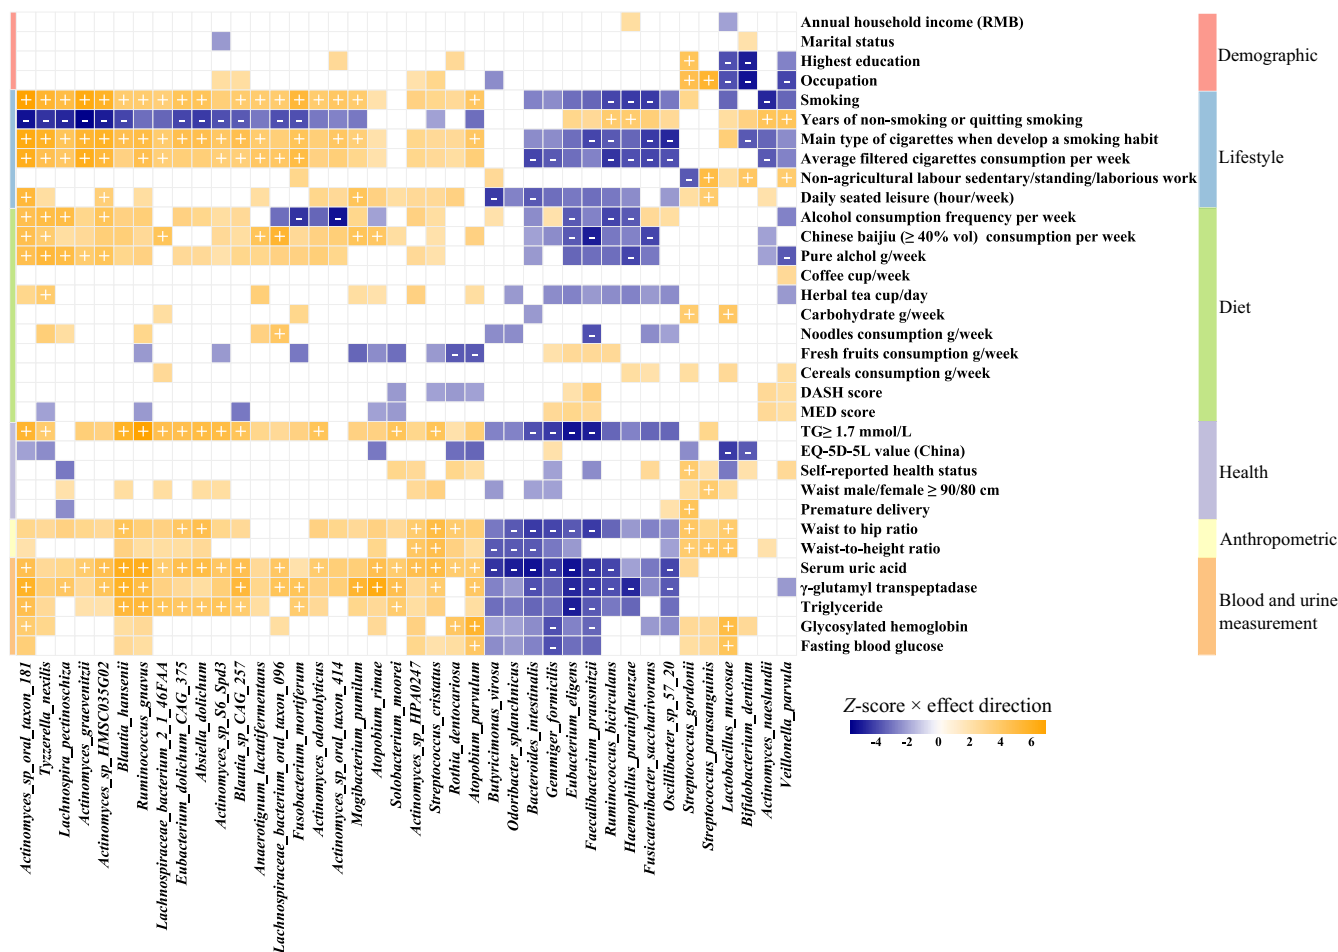 Annual household income (RMB)
Marital status
Highest education
Occupation
Smoking
Years of non-smoking or quitting smoking
Main type of cigarettes when develop a smoking habit
Average filtered cigarettes consumption per week
Non-agricultural labour sedentary/standing/laborious work
Daily seated leisure (hour/week)
Alcohol consumption frequency per week
Chinese baijiu (≥ 40% vol) consumption per week
Pure alchol g/week
Coffee cup/week
Herbal tea cup/day
Carbohydrate g/week
Noodles consumption g/week
Fresh fruits consumption g/week
Cereals consumption g/week
DASH score
MED score
TG≥ 1.7 mmol/L
EQ-5D-5L value (China)
Self-reported health status
Waist male/female ≥ 90/80 cm
Premature delivery
Waist to hip ratio
Waist-to-height ratio
Serum uric acid
γ-glutamyl transpeptadase
Triglyceride
Glycosylated hemoglobin
Fasting blood glucose
Demographic
Lifestyle
Diet
Health
Anthropometric
Blood and urine
measurement
Actinomyces_sp_oral_taxon_181
Tyzzerella_nexilis
Lachnospira_pectinoschiza
Actinomyces_graevenitzii
Actinomyces_sp_HMSC035G02
Blautia_hansenii
Ruminococcus_gnavus
Lachnospiraceae_bacterium_2_1_46FAA
Eubacterium_dolichum_CAG_375
Absiella_dolichum
Actinomyces_sp_S6_Spd3
Blautia_sp_CAG_257
Anaerotignum_lactatifermentans
Lachnospiraceae_bacterium_oral_taxon_096
Fusobacterium_mortiferum
Actinomyces_odontolyticus
Actinomyces_sp_oral_taxon_414
Mogibacterium_pumilum
Atopobium_rimae
Solobacterium_moorei
Actinomyces_sp_HPA0247
Streptococcus_cristatus
Rothia_dentocariosa
Atopobium_parvulum
Butyricimonas_virosa
Odoribacter_splanchnicus
Bacteroides_intestinalis
Gemmiger_formicilis
Eubacterium_eligens
Faecalibacterium_prausnitzii
Ruminococcus_bicirculans
Haemophilus_parainfluenzae
Fusicatenibacter_saccharivorans
Oscillibacter_sp_57_20
Streptococcus_gordonii
Streptococcus_parasanguinis
Lactobacillus_mucosae
Bifidobacterium_dentium
Actinomyces_naeslundii
Veillonella_parvula
Z-score × effect direction
-4 -2 0 2 4 6